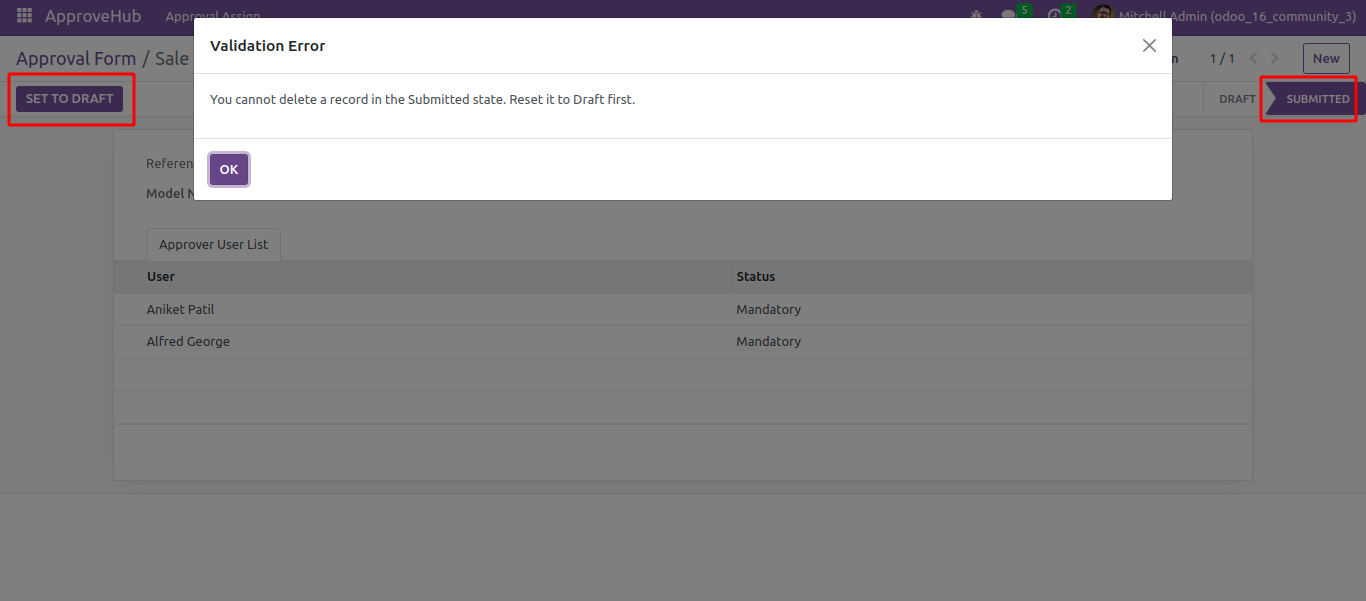 ApproveHub Approval Assign 5 2 Mitchell Admin (odoo_16_community_3)
Validation Error
Approval Form / Sale 1 / 1 New
SET TO DRAFT You cannot delete a record in the Submitted state. Reset it to Draft first. DRAFT SUBMITTED
OK
Referen
Model N
Approver User List
User Status
Aniket Patil Mandatory
Alfred George Mandatory